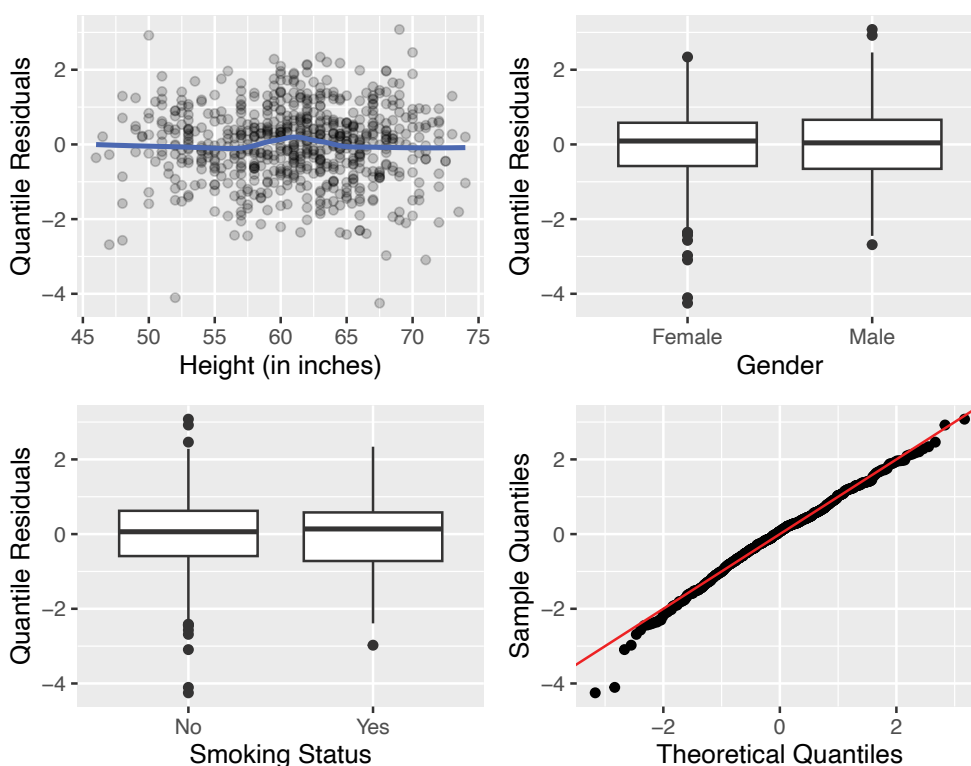 Quantile Residuals
2
0
−2
−4
45 50 55 60 65 70 75
Height (in inches)
Quantile Residuals
2
0
−2
−4
Female Male
Gender
Quantile Residuals
2
0
−2
−4
No Yes
Smoking Status
Sample Quantiles
2
0
−2
−4
−2 0 2
Theoretical Quantiles